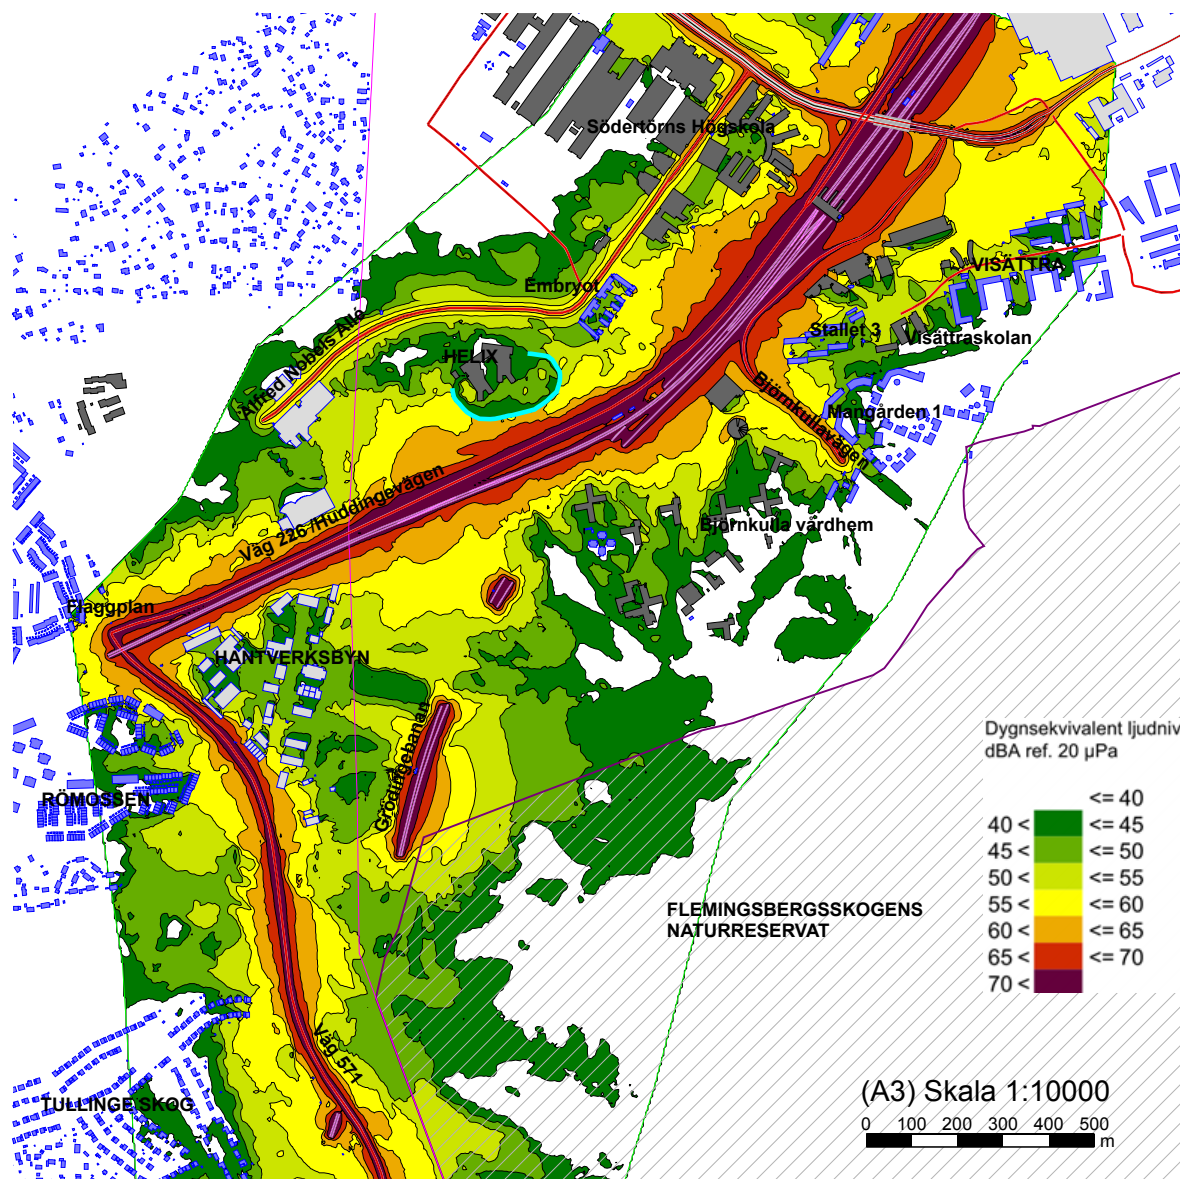 Södertörns Högskola
VISÄTTRA
Embryot
Alfred Nobels Allé
Stallet 3
Visättraskolan
HELIX
Björnkullavägen
Mangården 1
Väg 226 /Huddingevägen
Björnkulla vårdhem
Flaggplan
HANTVERKSBYN
Grödingebanan
RÖMOSSEN
Dygnsekvivalent ljudniv
dBA ref. 20 µPa
<= 40
40 < <= 45
45 < <= 50
50 < <= 55
55 < <= 60
60 < <= 65
65 < <= 70
70 <
FLEMINGSBERGSSKOGENS
NATURRESERVAT
Väg 571
TULLINGE SKOG
(A3) Skala 1:10000
0 100 200 300 400 500
m